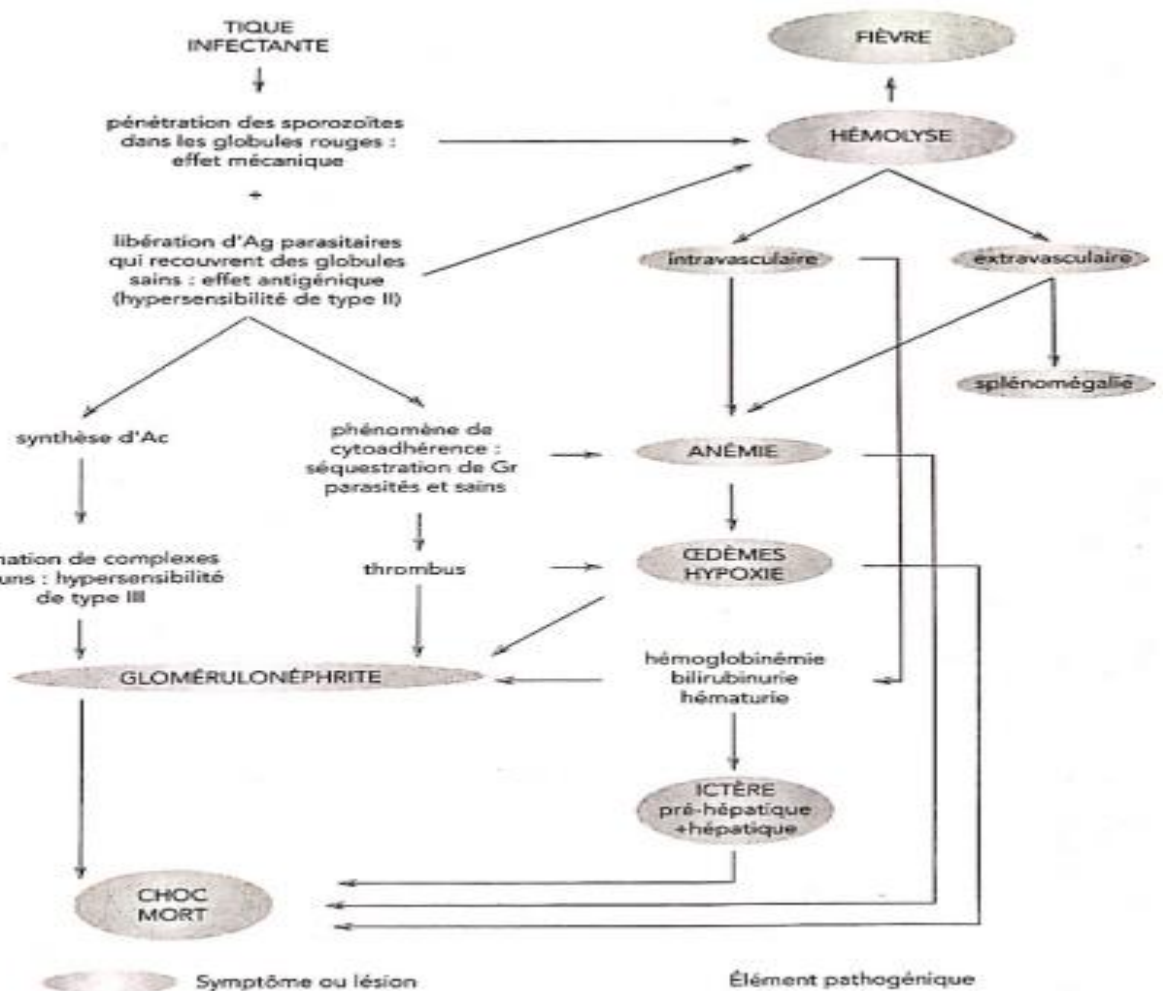 TIQUE
INFECTANTE
FIÈVRE
pénétration des sporozoïtes
dans les globules rouges :
effet mécanique
HÉMOLYSE
+
libération d'Ag parasitaires
qui recouvrent des globules
sains : effet antigénique
(hypersensibilité de type II)
intravasculaire
extravasculaire
splénomégalie
synthèse d'Ac
phénomène de
cytoadhérence :
séquestration de Gr
parasités et sains
ANÉMIE
mation de complexes
uns : hypersensibilité
de type III
thrombus
ŒDÈMES
HYPOXIE
GLOMÉRULONÉPHRITE
hémoglobinémie
bilirubinurie
hématurie
ICTÈRE
pré-hépatique
+hépatique
CHOC
MORT
Symptôme ou lésion
Élément pathogénique